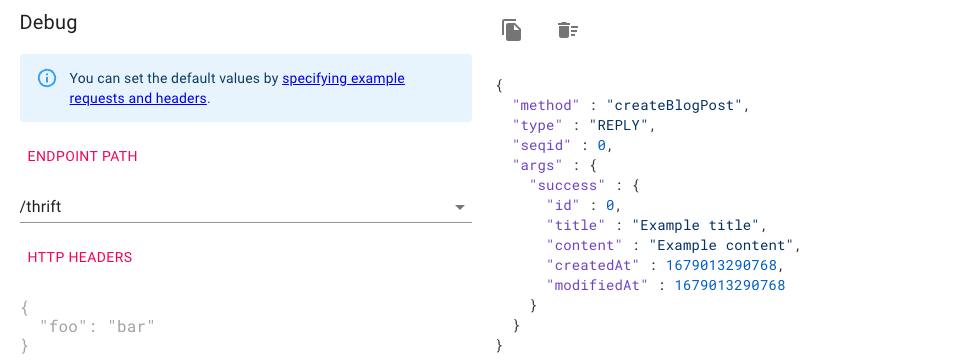 Debug
You can set the default values by specifying example
requests and headers.
ENDPOINT PATH
/thrift
HTTP HEADERS
{
  "foo": "bar"
}
{
  "method" : "createBlogPost",
  "type" : "REPLY",
  "seqid" : 0,
  "args" : {
    "success" : {
      "id" : 0,
      "title" : "Example title",
      "content" : "Example content",
      "createdAt" : 1679013290768,
      "modifiedAt" : 1679013290768
    }
  }
}